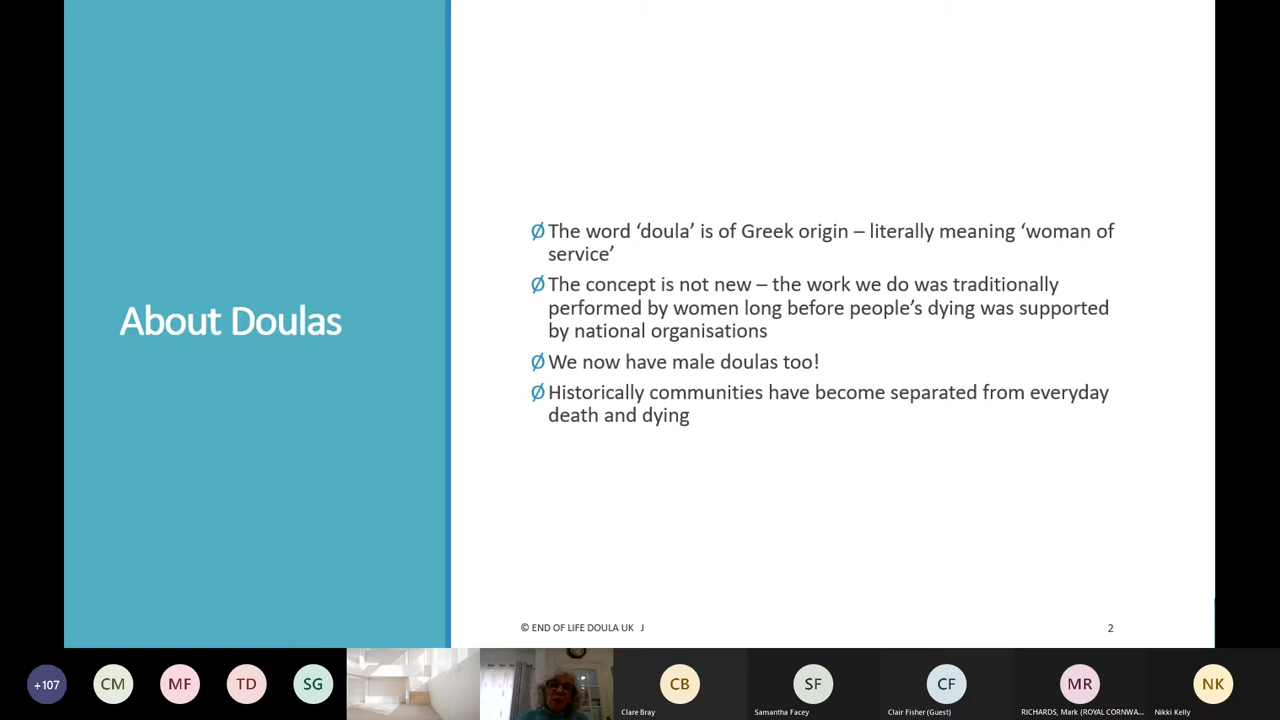 About Doulas
Ø The word ‘doula’ is of Greek origin – literally meaning ‘woman of
service’
Ø The concept is not new – the work we do was traditionally
performed by women long before people’s dying was supported
by national organisations
Ø We now have male doulas too!
Ø Historically communities have become separated from everyday
death and dying
© END OF LIFE DOULA UK J
2
+107
CM
MF
TD
SG
CB
SF
CF
MR
NK
Clare Bray
Samantha Facey
Clair Fisher (Guest)
RICHARDS, Mark (ROYAL CORNWA...
Nikki Kelly